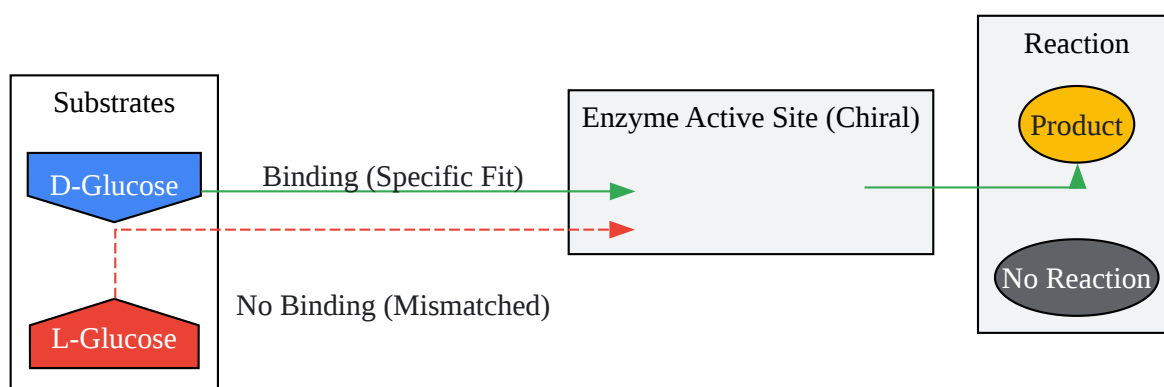 Substrates
D-Glucose
L-Glucose
Binding (Specific Fit)
No Binding (Mismatched)
Enzyme Active Site (Chiral)
Reaction
Product
No Reaction